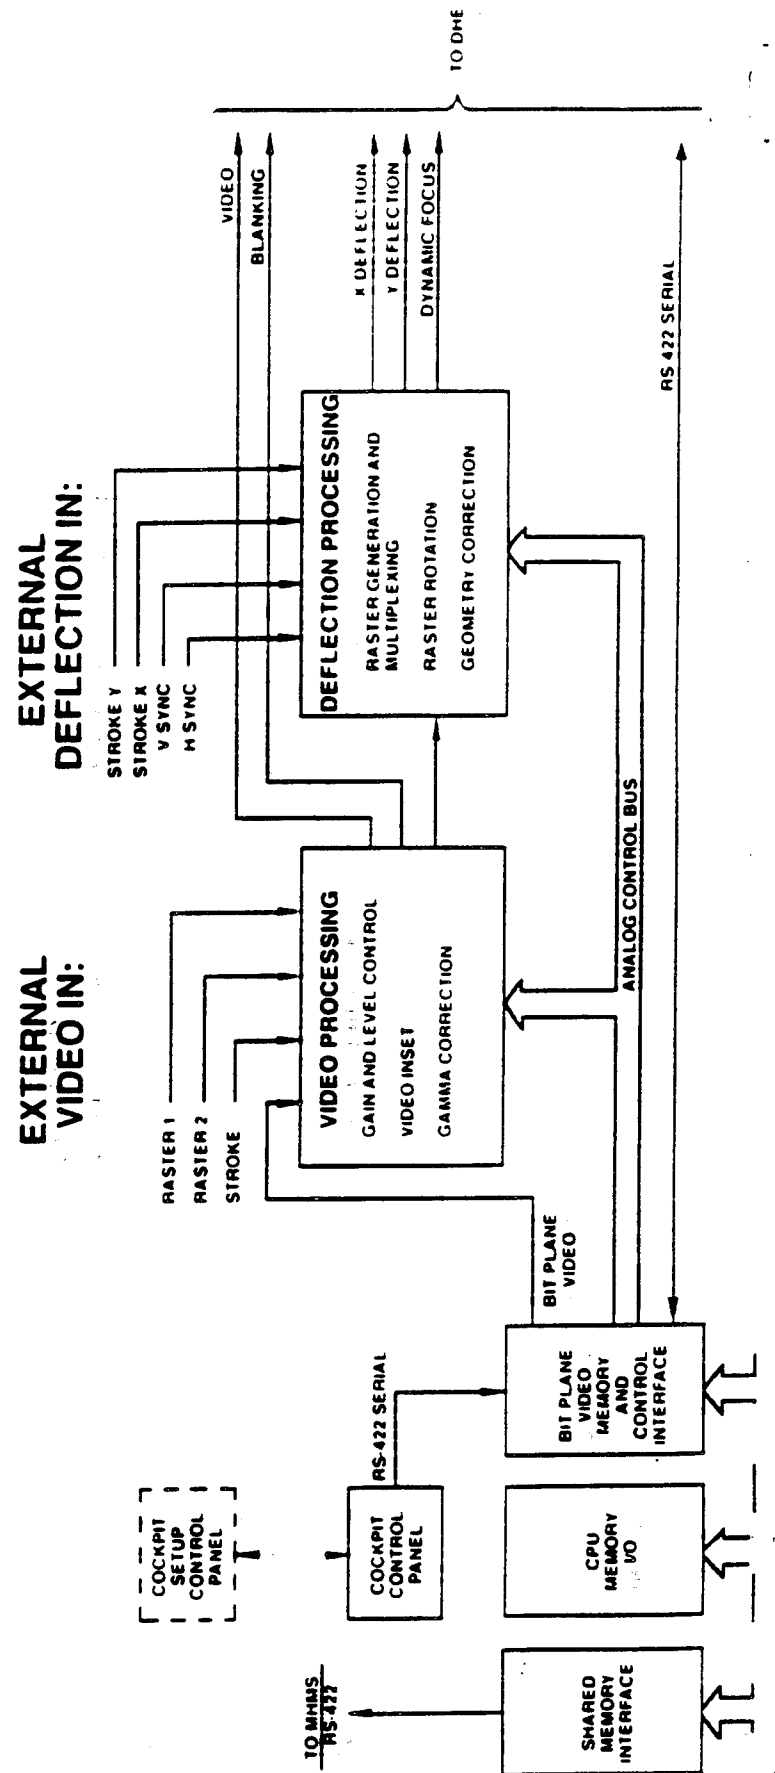 EXTERNAL
VIDEO IN:
EXTERNAL
DEFLECTION IN:
RASTER 1
RASTER 2
STROKE
STROKE Y
STROKE X
V SYNC
H SYNC
VIDEO
BLANKING
X DEFLECTION
Y DEFLECTION
DYNAMIC FOCUS
TO DHE
COCKPIT
SETUP
CONTROL
PANEL
COCKPIT
CONTROL
PANEL
RS-422 SERIAL
TO MHMS
RS-422
VIDEO PROCESSING
GAIN AND LEVEL CONTROL
VIDEO INSET
GAMMA CORRECTION
DEFLECTION PROCESSING
RASTER GENERATION AND
MULTIPLEXING
RASTER ROTATION
GEOMETRY CORRECTION
BIT PLANE
VIDEO
SHARED
MEMORY
INTERFACE
CPU
MEMORY
I/O
BIT PLANE
VIDEO
MEMORY
AND
CONTROL
INTERFACE
ANALOG CONTROL BUS
RS 422 SERIAL